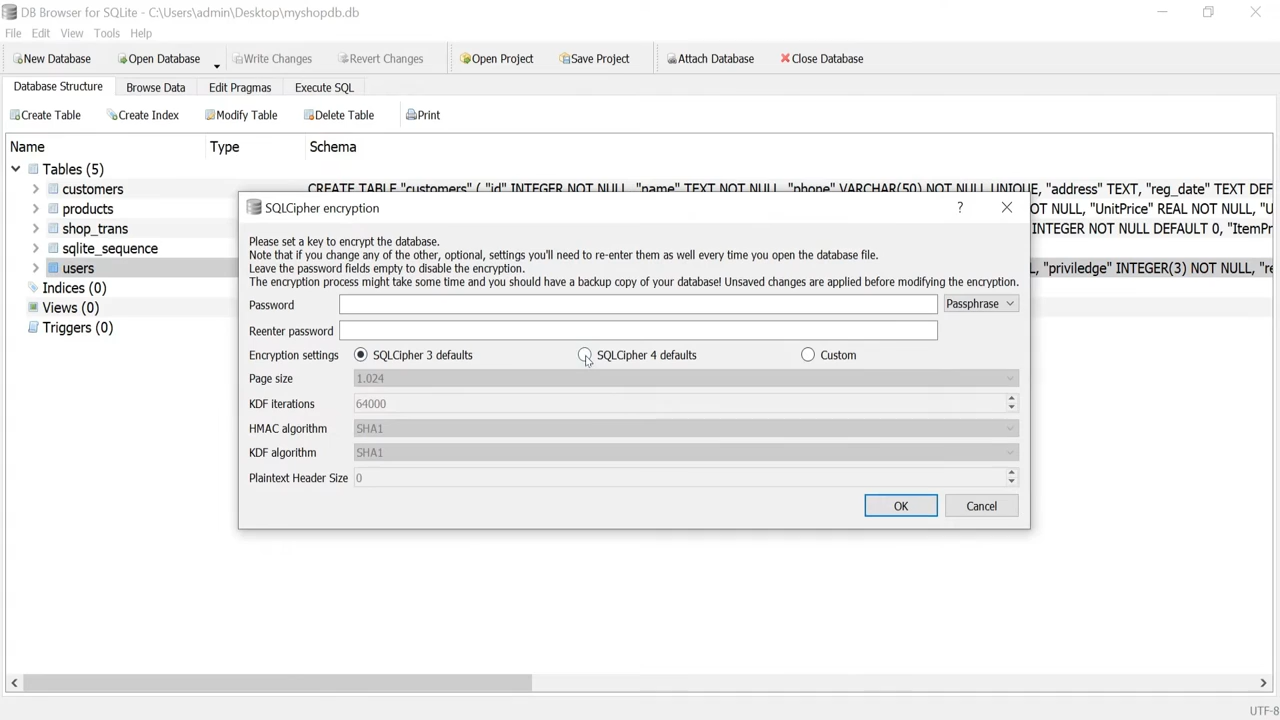 DB Browser for SQLite - C:\Users\admin\Desktop\myshopdb.db
File Edit View Tools Help
New Database Open Database Write Changes Revert Changes Open Project Save Project Attach Database Close Database
Database Structure Browse Data Edit Pragmas Execute SQL
Create Table Create Index Modify Table Delete Table Print
Name Type Schema
Tables (5)
customers CREATE TABLE "customers" ( "id" INTEGER NOT NULL, "name" TEXT NOT NULL, "phone" VARCHAR(50) NOT NULL UNIQUE, "address" TEXT, "reg_date" TEXT DEF
products OT NULL, "UnitPrice" REAL NOT NULL, "U
shop_trans INTEGER NOT NULL DEFAULT 0, "ItemPr
sqlite_sequence
users "priviledge" INTEGER(3) NOT NULL, "re
Indices (0)
Views (0)
Triggers (0)
SQLCipher encryption ?
Please set a key to encrypt the database.
Note that if you change any of the other, optional, settings you'll need to re-enter them as well every time you open the database file.
Leave the password fields empty to disable the encryption.
The encryption process might take some time and you should have a backup copy of your database! Unsaved changes are applied before modifying the encryption.
Password Passphrase
Reenter password
Encryption settings SQLCipher 3 defaults SQLCipher 4 defaults Custom
Page size 1.024
KDF iterations 64000
HMAC algorithm SHA1
KDF algorithm SHA1
Plaintext Header Size 0
OK Cancel
UTF-8